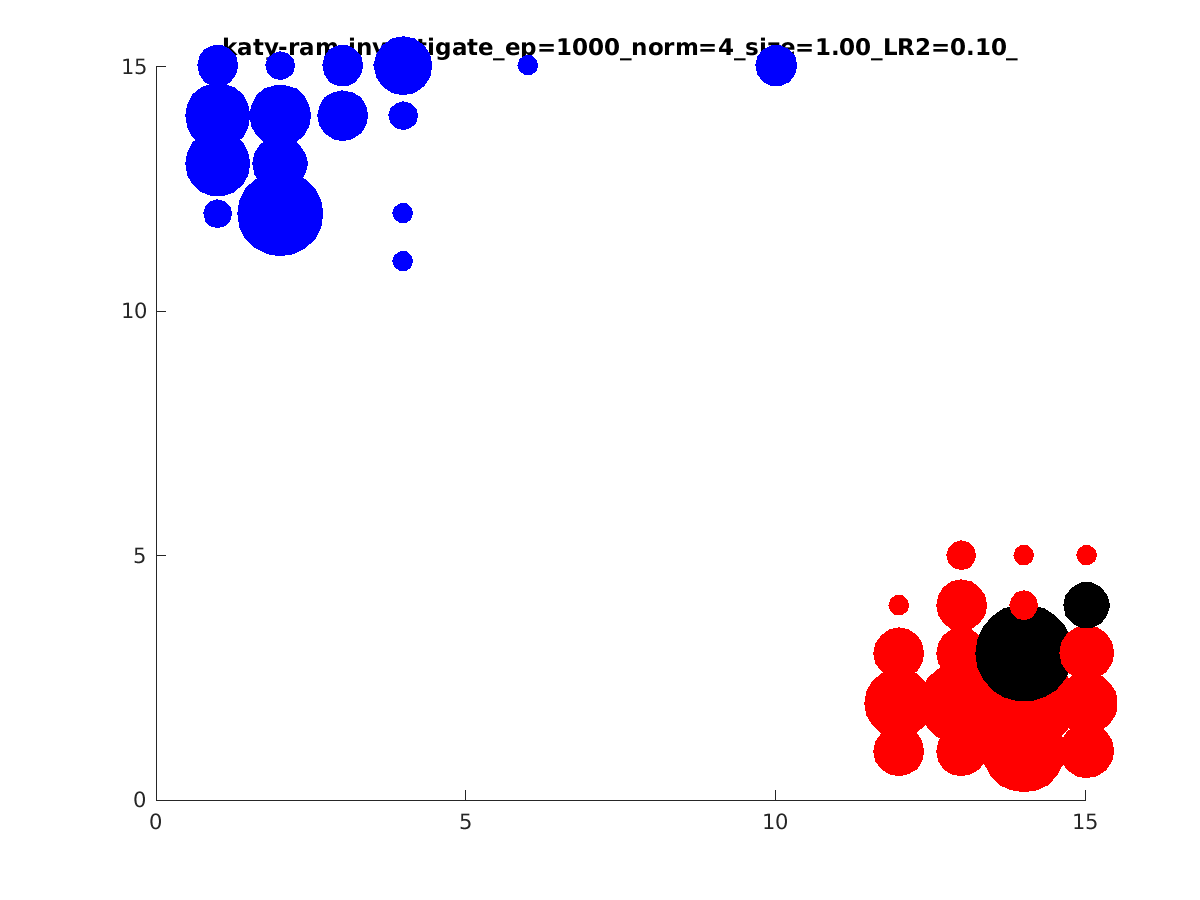 katy-ram-investigate_ep=1000_norm=4_size=1.00_LR2=0.10_
15
10
5
0
0 5 10 15